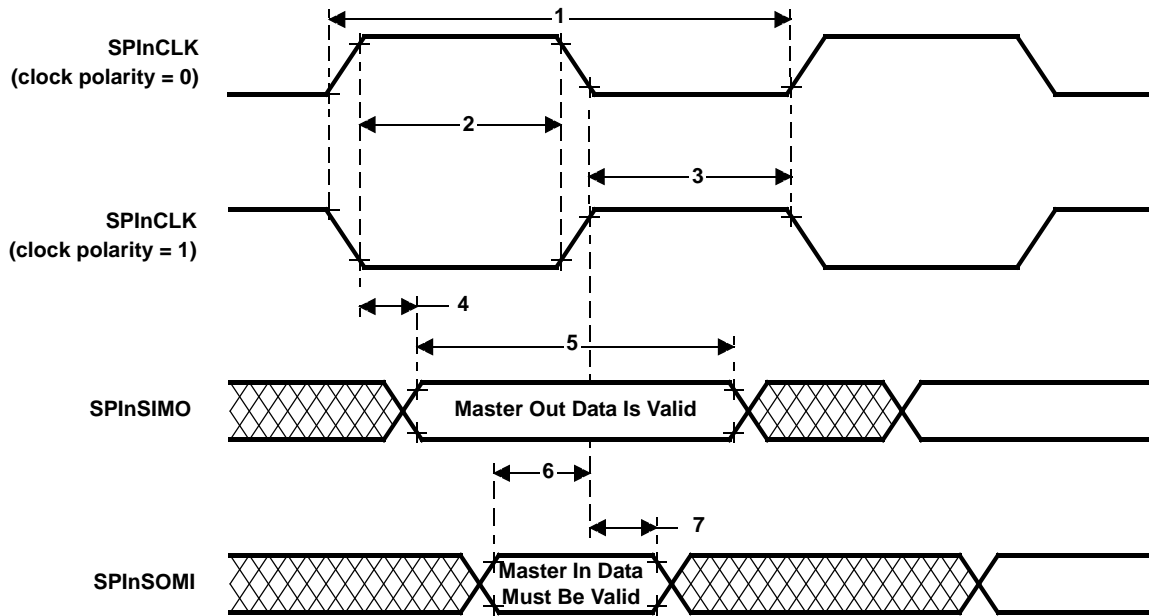 1
SPInCLK
(clock polarity = 0)
2
3
SPInCLK
(clock polarity = 1)
4
5
SPInSIMO
Master Out Data Is Valid
6
7
SPInSOMI
Master In Data
Must Be Valid